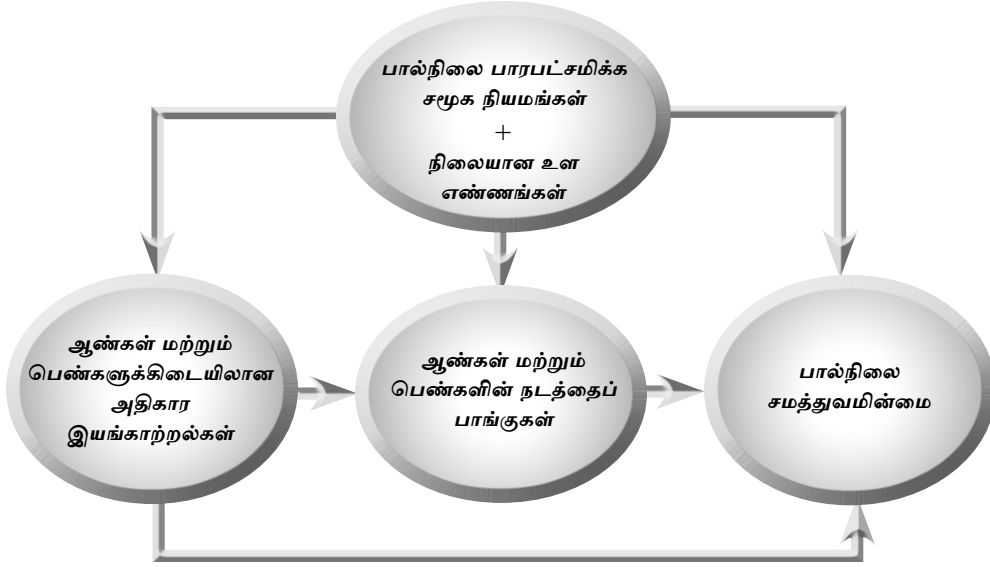 பால்நிலை பாரபட்சமிக்க
சமூக நியமங்கள்
+
நிலையான உள
எண்ணங்கள்
ஆண்கள் மற்றும்
பெண்களுக்கிடையிலான
அதிகார
இயங்காற்றல்கள்
ஆண்கள் மற்றும்
பெண்களின் நடத்தைப்
பாங்குகள்
பால்நிலை
சமத்துவமின்மை